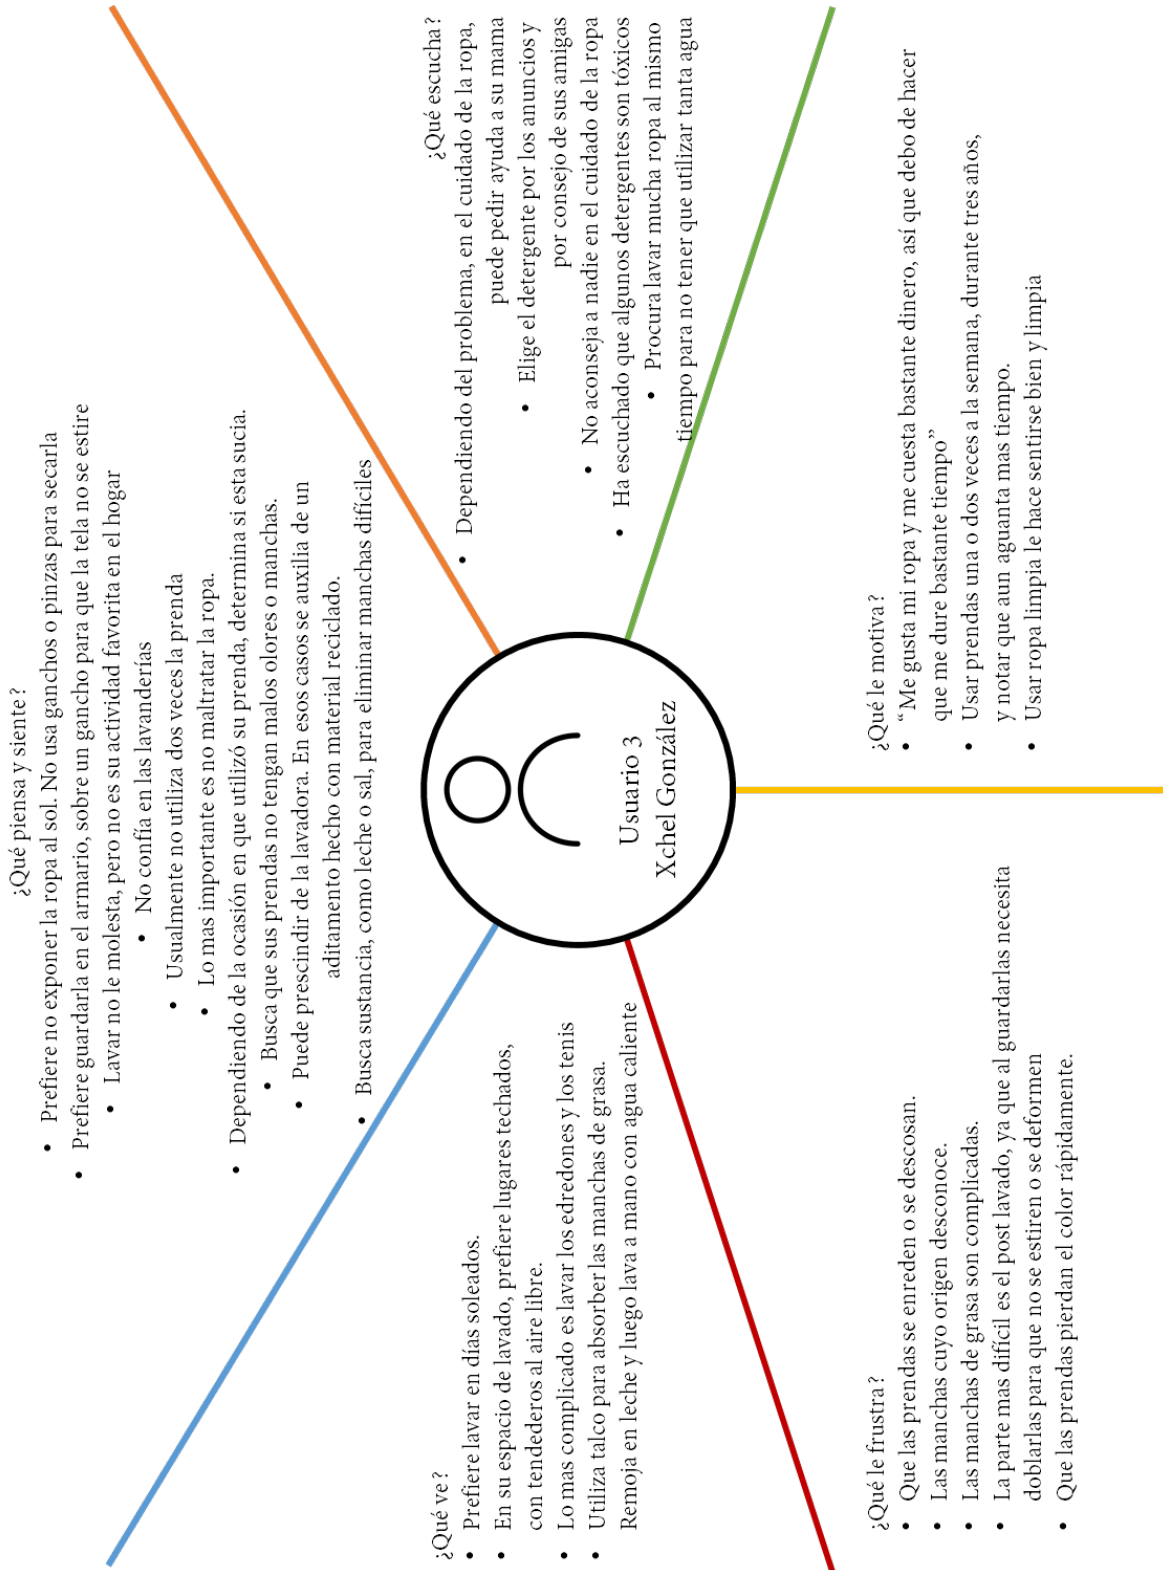 ¿Qué piensa y siente?
• Prefiere no exponer la ropa al sol. No usa ganchos o pinzas para secarla
• Prefiere guardarla en el armario, sobre un gancho para que la tela no se estire
• Lavar no le molesta, pero no es su actividad favorita en el hogar
• No confía en las lavanderías
• Usualmente no utiliza dos veces la prenda
• Lo mas importante es no maltratar la ropa.
• Dependiendo de la ocasión en que utilizó su prenda, determina si esta sucia.
• Busca que sus prendas no tengan malos olores o manchas.
• Puede prescindir de la lavadora. En esos casos se auxilia de un
aditamento hecho con material reciclado.
• Busca sustancia, como leche o sal, para eliminar manchas difíciles
¿Qué ve?
• Prefiere lavar en días soleados.
• En su espacio de lavado, prefiere lugares techados,
con tendederos al aire libre.
• Lo mas complicado es lavar los edredones y los tenis
• Utiliza talco para absorber las manchas de grasa.
Remoja en leche y luego lava a mano con agua caliente
Usuario 3
Xchel González
¿Qué escucha?
• Dependiendo del problema, en el cuidado de la ropa,
puede pedir ayuda a su mama
• Elige el detergente por los anuncios y
por consejo de sus amigas
• No aconseja a nadie en el cuidado de la ropa
• Ha escuchado que algunos detergentes son tóxicos
• Procura lavar mucha ropa al mismo
tiempo para no tener que utilizar tanta agua
¿Qué le frustra?
• Que las prendas se enreden o se descosan.
• Las manchas cuyo origen desconoce.
• Las manchas de grasa son complicadas.
• La parte mas difícil es el post lavado, ya que al guardarlas necesita
doblarlas para que no se estiren o se deformen
• Que las prendas pierdan el color rápidamente.
¿Qué le motiva?
• “Me gusta mi ropa y me cuesta bastante dinero, así que debo de hacer
que me dure bastante tiempo”
• Usar prendas una o dos veces a la semana, durante tres años,
y notar que aun aguanta mas tiempo.
• Usar ropa limpia le hace sentirse bien y limpia